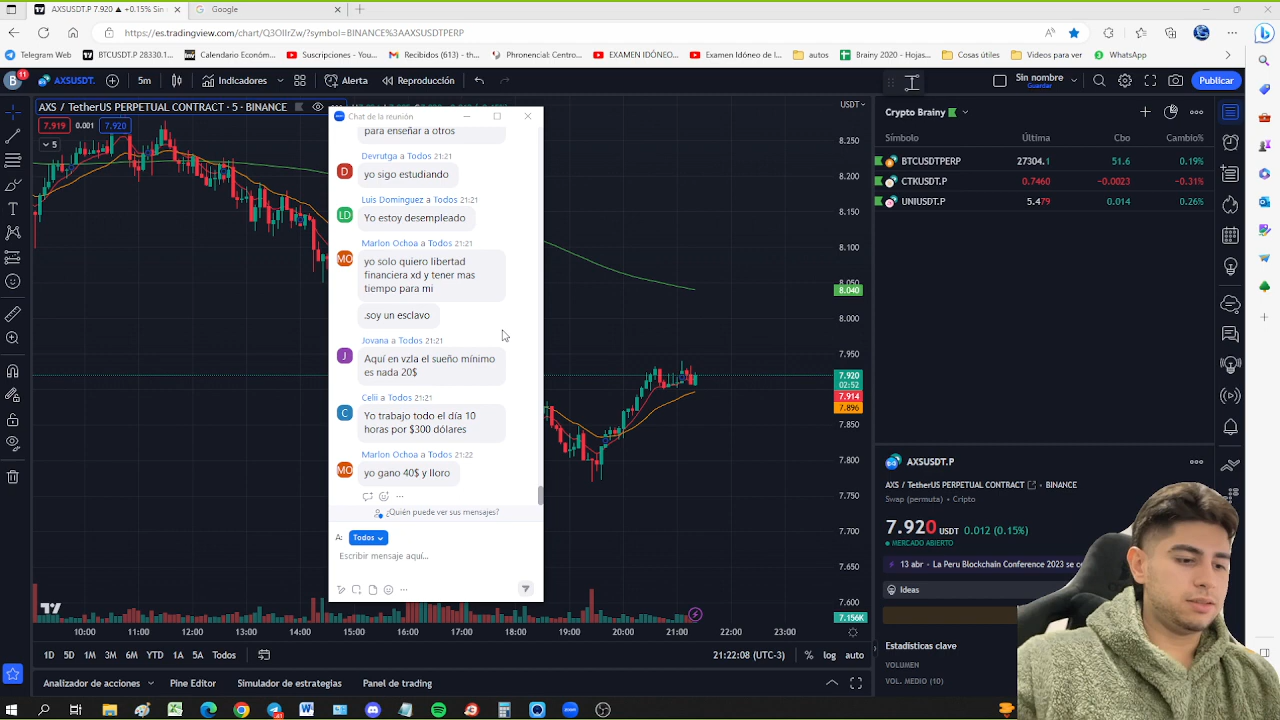 AXSUSDT.P 7.920 ▲ +0.15% Sin
Google
https://es.tradingview.com/chart/Q3OIIrZw/?symbol=BINANCE%3AAXSUSDTPERP
Telegram Web
BTCUSDT.P 28330.1...
Calendario Económ...
Suscripciones - You...
Recibidos (613) - th...
Phronencial: Centro...
EXAMEN IDÓNEO...
Examen Idóneo del...
autos
Brainy 2020 - Hojas...
Cosas útiles
Videos para ver
WhatsApp
B
11
AXSUSDT.
5m
Indicadores
Alerta
Reproducción
Sin nombre
Guardar
Publicar
AXS / TetherUS PERPETUAL CONTRACT · 5 · BINANCE
7.919
0.001
7.920
5
Chat de la reunión
para enseñar a otros
Devrutga a Todos 21:21
D
yo sigo estudiando
Luis Dominguez a Todos 21:21
LD
Yo estoy desempleado
Marlon Ochoa a Todos 21:21
MO
yo solo quiero libertad
financiera xd y tener mas
tiempo para mi
.soy un esclavo
Jovana a Todos 21:21
J
Aquí en vzla el sueño mínimo
es nada 20$
Celii a Todos 21:21
C
Yo trabajo todo el día 10
horas por $300 dólares
Marlon Ochoa a Todos 21:22
MO
yo gano 40$ y lloro
¿Quién puede ver sus mensajes?
A:
Todos
Escribir mensaje aquí...
USDT
8.250
8.200
8.150
8.100
8.050
8.040
8.000
7.950
7.920
02:52
7.914
7.896
7.850
7.800
7.750
7.700
7.650
7.600
7.156K
10:00
11:00
12:00
13:00
14:00
15:00
16:00
17:00
18:00
19:00
20:00
21:00
22:00
23:00
1D
5D
1M
3M
6M
YTD
1A
5A
Todos
21:22:08 (UTC-3)
%
log
auto
Analizador de acciones
Pine Editor
Simulador de estrategias
Panel de trading
Crypto Brainy
Símbolo
Última
Cbo
Cambio%
BTCUSDTPERP
27304.1
51.6
0.19%
CTKUSDT.P
0.7460
-0.0023
-0.31%
UNIUSDT.P
5.479
0.014
0.26%
AXSUSDT.P
AXS / TetherUS PERPETUAL CONTRACT
BINANCE
Swap (permuta) • Cripto
7.920 USDT 0.012 (0.15%)
MERCADO ABIERTO
13 abr - La Peru Blockchain Conference 2023 se c
Ideas
Estadísticas clave
VOLUMEN
VOL. MEDIO (10)